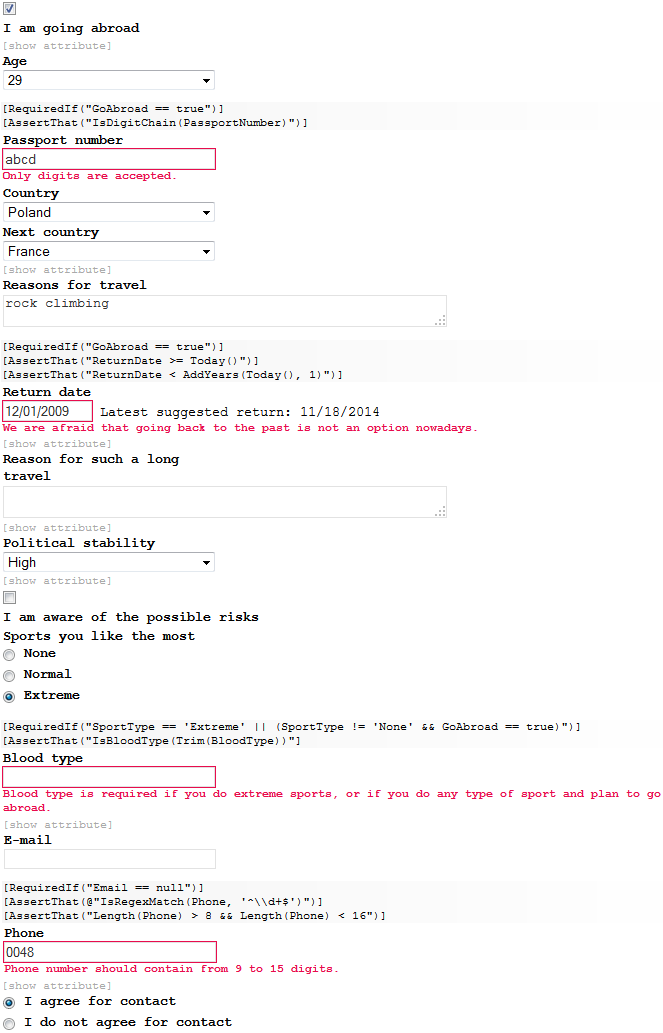 I am going abroad
[show attribute]
Age
29
[RequiredIf("GoAbroad == true")]
[AssertThat("IsDigitChain(PassportNumber)")]
Passport number
abcd
Only digits are accepted.
Country
Poland
Next country
France
[show attribute]
Reasons for travel
rock climbing
[RequiredIf("GoAbroad == true")]
[AssertThat("ReturnDate >= Today()")]
[AssertThat("ReturnDate < AddYears(Today(), 1)")]
Return date
12/01/2009 Latest suggested return: 11/18/2014
We are afraid that going back to the past is not an option nowadays.
[show attribute]
Reason for such a long
travel
[show attribute]
Political stability
High
[show attribute]
I am aware of the possible risks
Sports you like the most
None
Normal
Extreme
[RequiredIf("SportType == 'Extreme' || (SportType != 'None' && GoAbroad == true)")]
[AssertThat("IsBloodType(Trim(BloodType))"]
Blood type
Blood type is required if you do extreme sports, or if you do any type of sport and plan to go
abroad.
[show attribute]
E-mail
[RequiredIf("Email == null")]
[AssertThat(@"IsRegexMatch(Phone, '^\\d+$')")]
[AssertThat("Length(Phone) > 8 && Length(Phone) < 16")]
Phone
0048
Phone number should contain from 9 to 15 digits.
[show attribute]
I agree for contact
I do not agree for contact